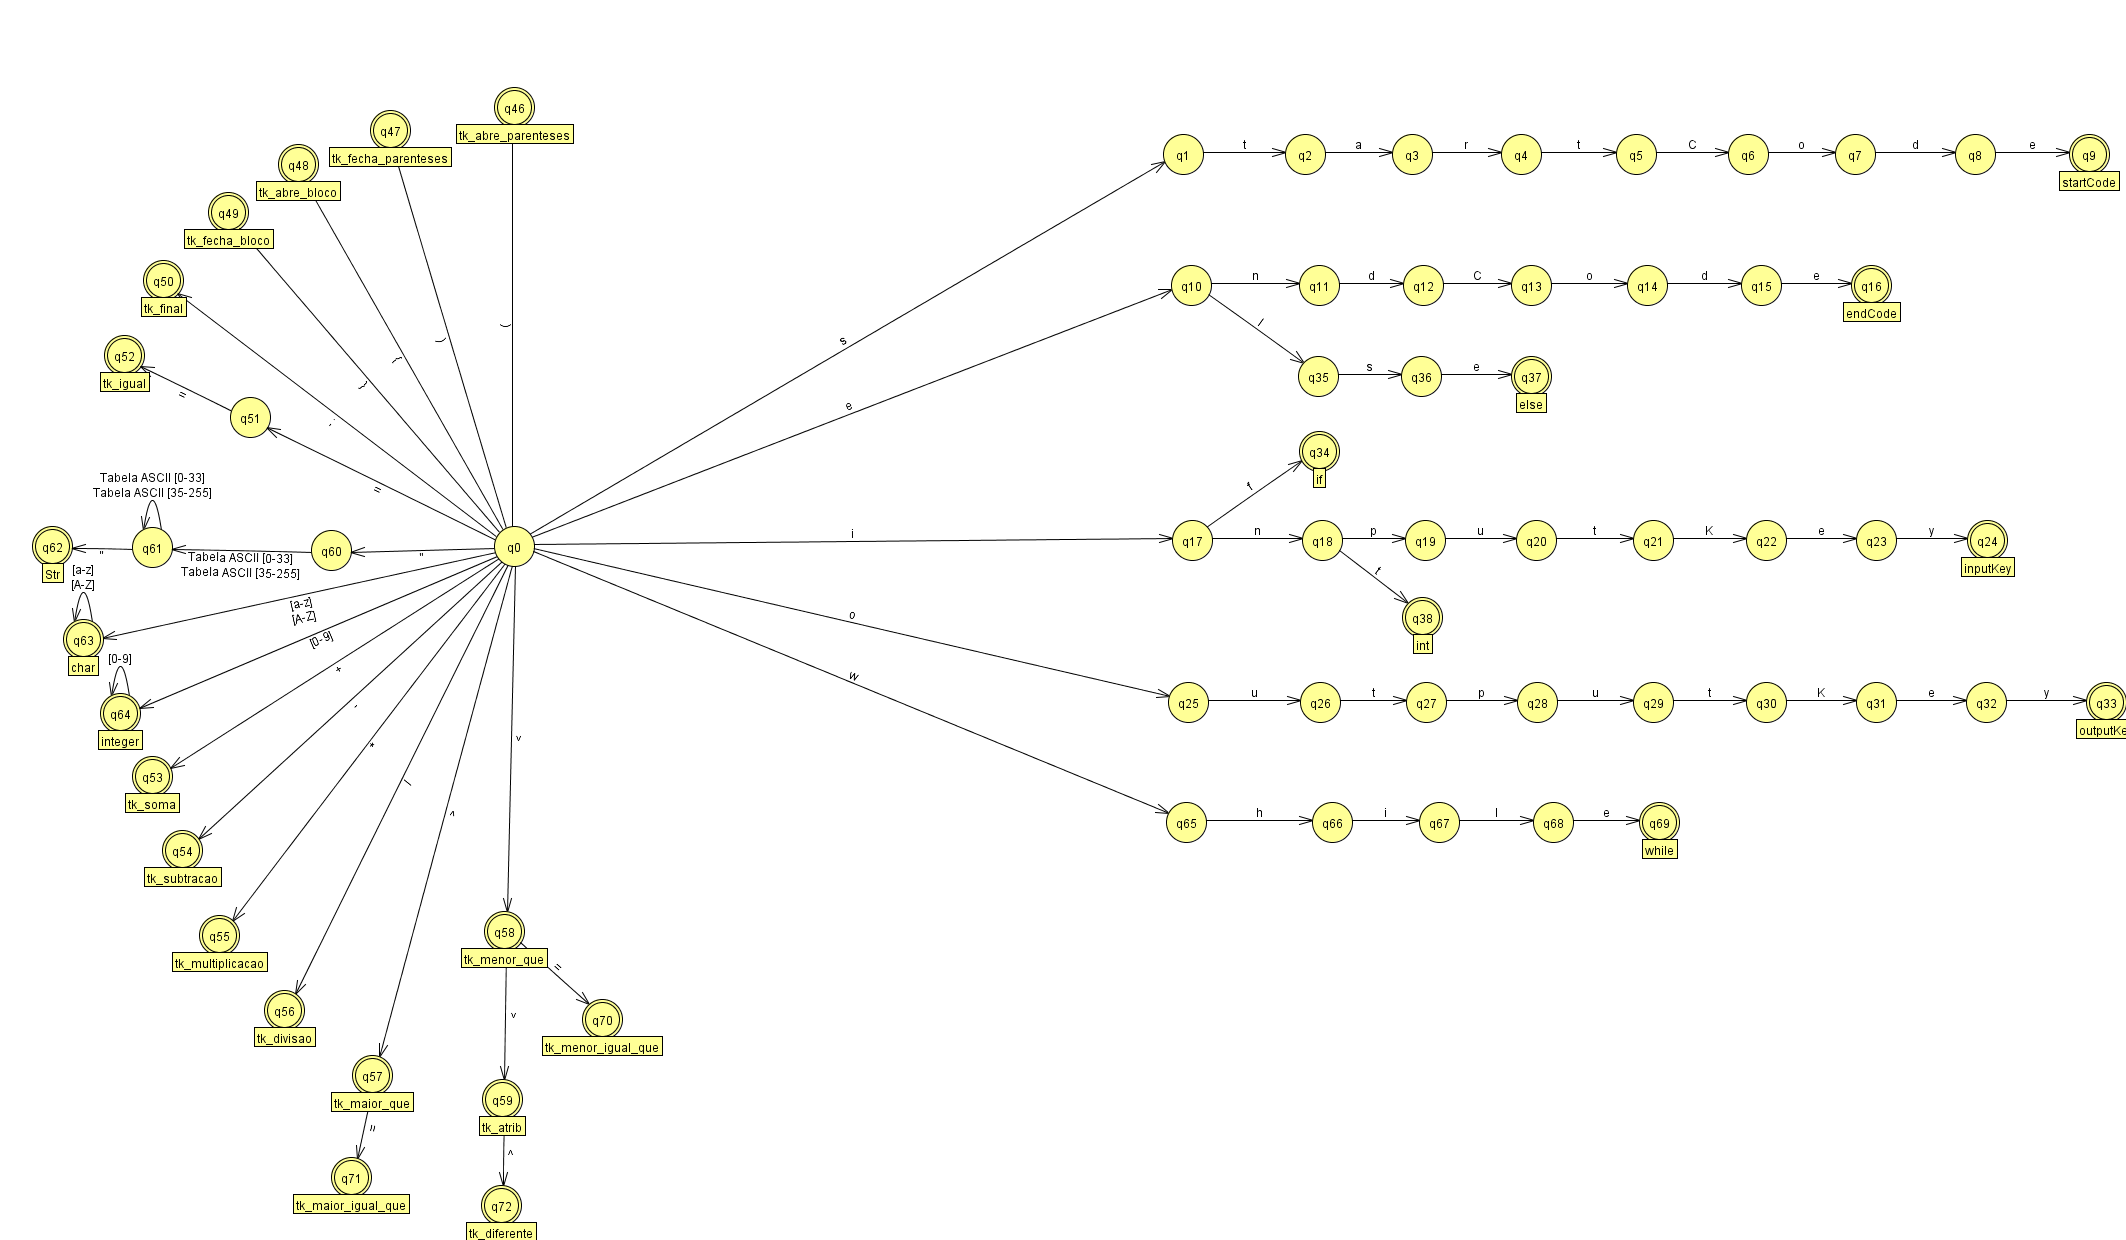 q46
tk_abre_parenteses
q47
tk_fecha_parenteses
q48
tk_abre_bloco
q49
tk_fecha_bloco
q50
tk_final
q52
tk_igual
=
q51
=
;
}
{
)
(
q1
t
q2
a
q3
r
q4
t
q5
C
q6
o
q7
d
q8
e
q9
startCode
s
q10
n
q11
d
q12
C
q13
o
q14
d
q15
e
q16
endCode
l
q35
s
q36
e
q37
else
e
q34
if
f
Tabela ASCII [0-33]
Tabela ASCII [35-255]
q62
Str
"
q61
Tabela ASCII [0-33]
Tabela ASCII [35-255]
q60
"
q0
i
q17
n
q18
p
q19
u
q20
t
q21
K
q22
e
q23
y
q24
inputKey
t
q38
int
[a-z]
[A-Z]
q63
char
[a-z]
[A-Z]
[0-9]
q64
integer
[0-9]
o
q25
u
q26
t
q27
p
q28
u
q29
t
q30
K
q31
e
q32
y
q33
outputKe
w
q65
h
q66
i
q67
l
q68
e
q69
while
+
q53
tk_soma
-
q54
tk_subtracao
*
q55
tk_multiplicacao
/
q56
tk_divisao
>
q57
tk_maior_que
=
q71
tk_maior_igual_que
<
q58
tk_menor_que
=
q70
tk_menor_igual_que
<
q59
tk_atrib
>
q72
tk_diferente